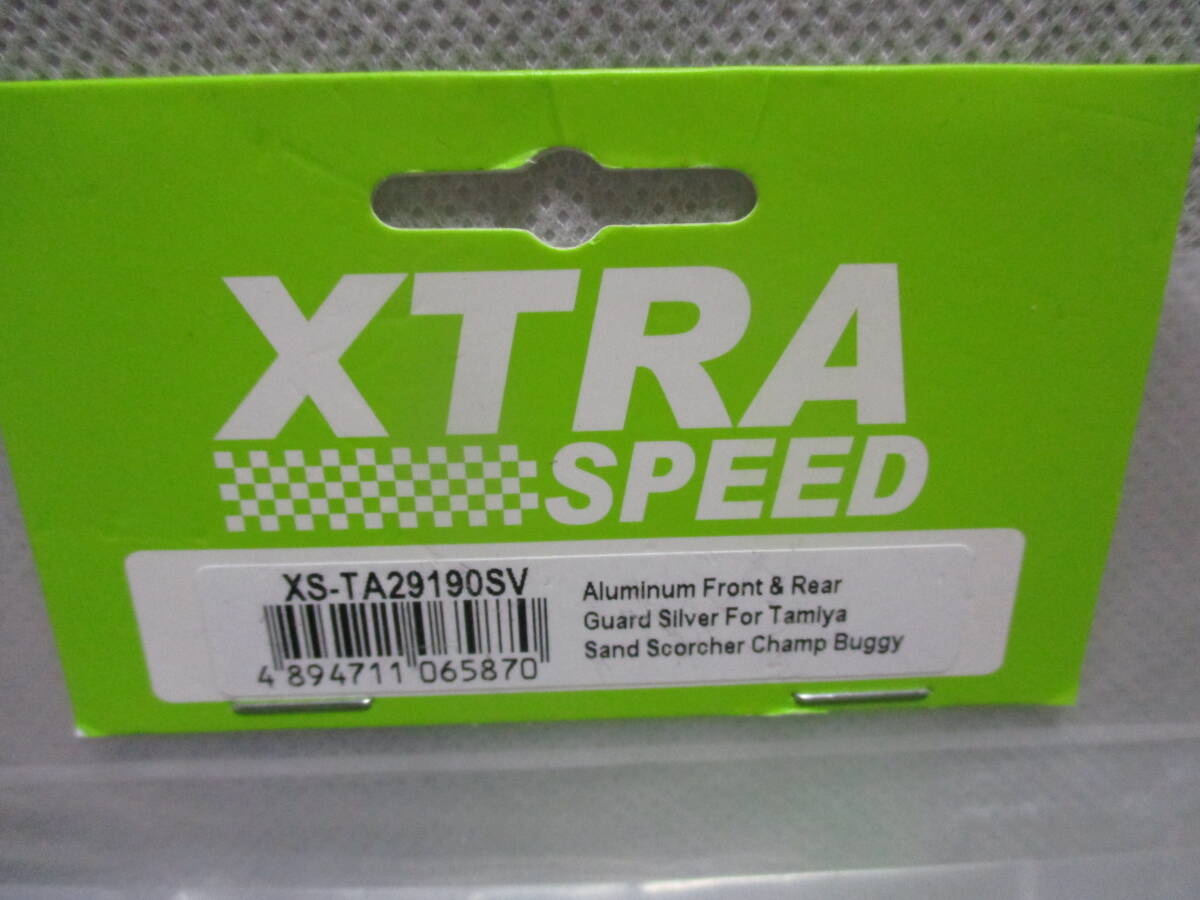 XTRA
SPEED
XS-TA29190SV
4 894711 065870
Aluminum Front & Rear
Guard Silver For Tamiya
Sand Scorcher Champ Buggy